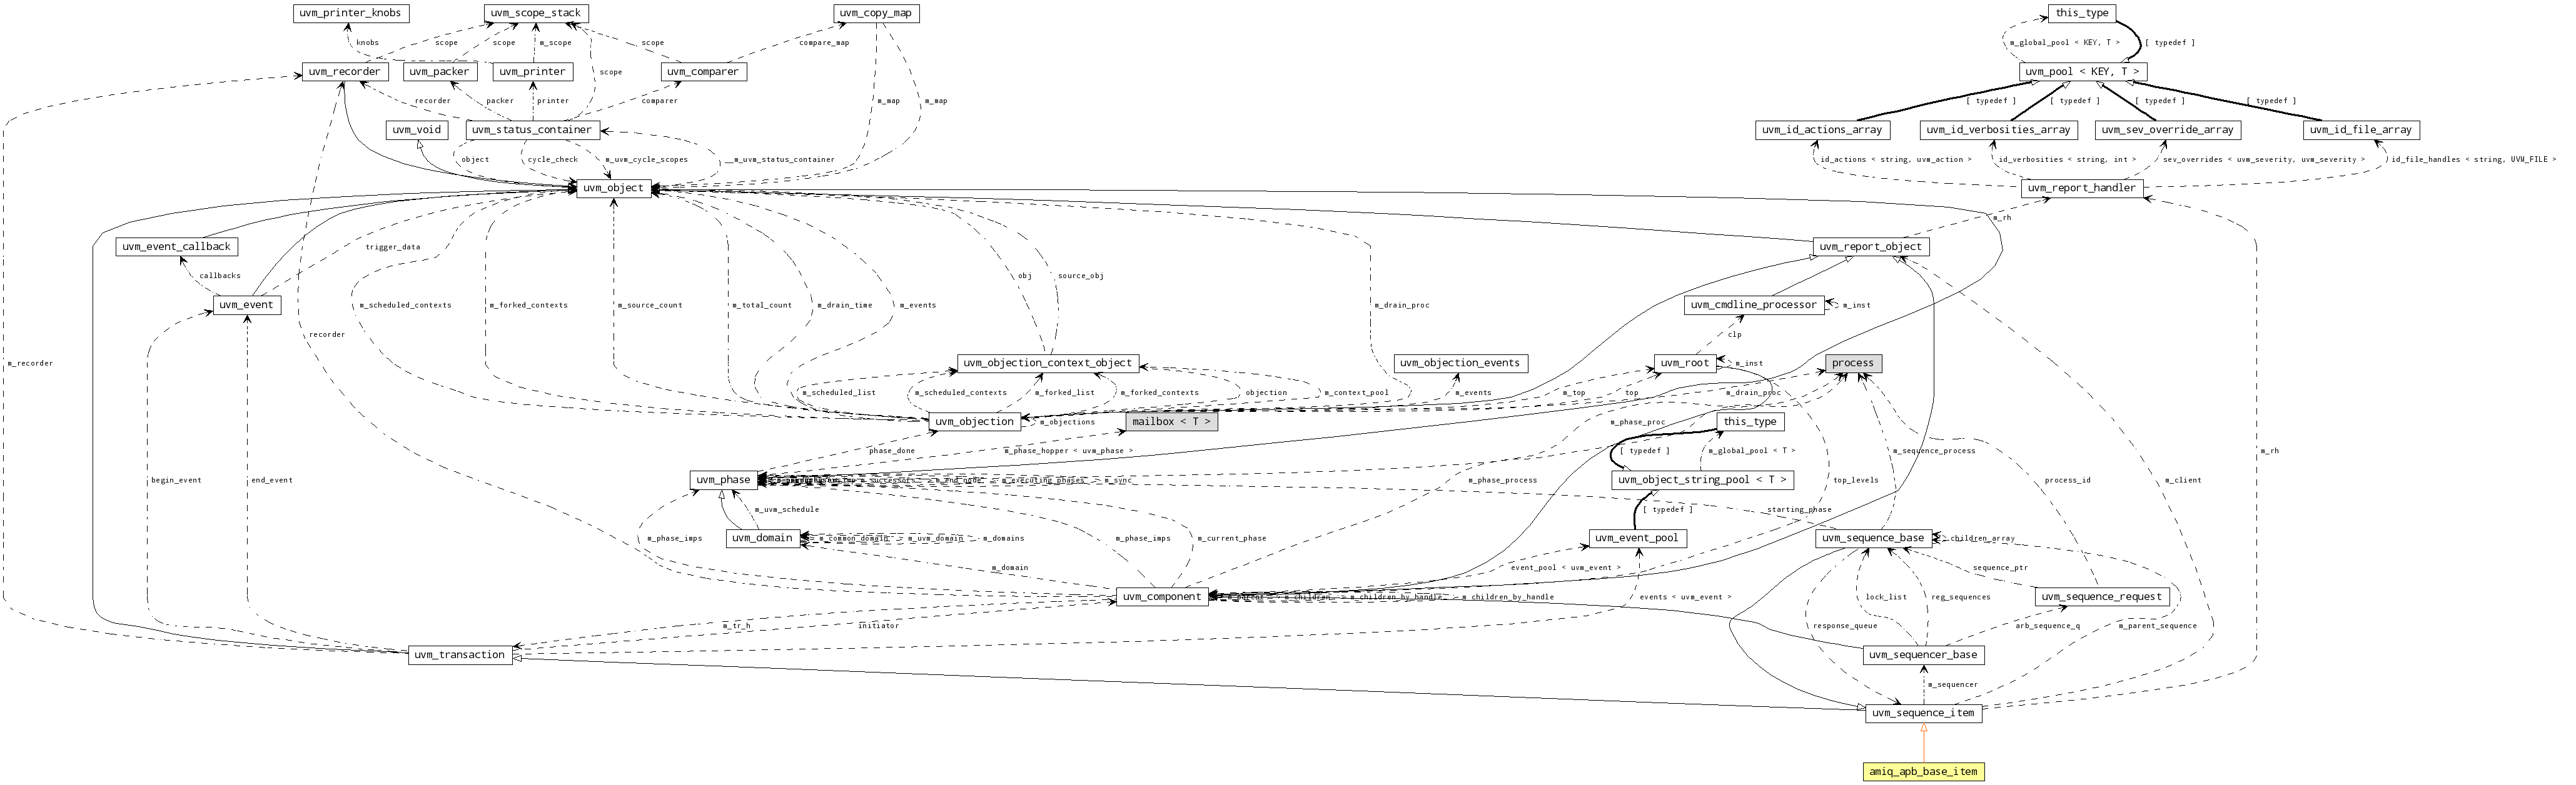 uvm_printer_knobs
uvm_scope_stack
uvm_copy_map
this_type
knobs
scope
scope
m_scope
scope
compare_map
m_global_pool < KEY, T >
[ typedef ]
uvm_recorder
uvm_packer
uvm_printer
scope
uvm_comparer
uvm_pool < KEY, T >
recorder
packer
printer
comparer
m_map
m_map
[ typedef ]
[ typedef ]
[ typedef ]
[ typedef ]
uvm_void
uvm_status_container
uvm_id_actions_array
uvm_id_verbosities_array
uvm_sev_override_array
uvm_id_file_array
object
cycle_check
m_uvm_cycle_scopes
__m_uvm_status_container
id_actions < string, uvm_action >
id_verbosities < string, int >
sev_overrides < uvm_severity, uvm_severity >
id_file_handles < string, UVM_FILE >
uvm_object
uvm_report_handler
m_rh
uvm_event_callback
trigger_data
uvm_report_object
callbacks
obj
source_obj
uvm_event
m_scheduled_contexts
m_forked_contexts
m_source_count
m_total_count
m_drain_time
m_events
m_drain_proc
uvm_cmdline_processor
m_inst
recorder
clp
m_recorder
uvm_objection_context_object
uvm_objection_events
uvm_root
m_inst
process
m_scheduled_list
m_scheduled_contexts
m_forked_list
m_forked_contexts
objection
m_context_pool
m_events
m_top
top
m_drain_proc
uvm_objection
m_objections
mailbox < T >
m_phase_proc
this_type
phase_done
m_phase_hopper < uvm_phase >
[ typedef ]
m_global_pool < T >
m_sequence_process
m_rh
begin_event
end_event
uvm_phase
m_executing_phases
m_sync
m_phase_process
uvm_object_string_pool < T >
top_levels
process_id
m_client
m_uvm_schedule
[ typedef ]
starting_phase
m_phase_imps
uvm_domain
m_common_domain
m_uvm_domain
m_domains
m_phase_imps
m_current_phase
uvm_event_pool
uvm_sequence_base
children_array
m_domain
event_pool < uvm_event >
sequence_ptr
uvm_component
m_children_by_handle
m_children_by_handle
events < uvm_event >
lock_list
reg_sequences
uvm_sequence_request
m_tr_h
initiator
response_queue
arb_sequence_q
m_parent_sequence
uvm_transaction
uvm_sequencer_base
m_sequencer
uvm_sequence_item
amiq_apb_base_item